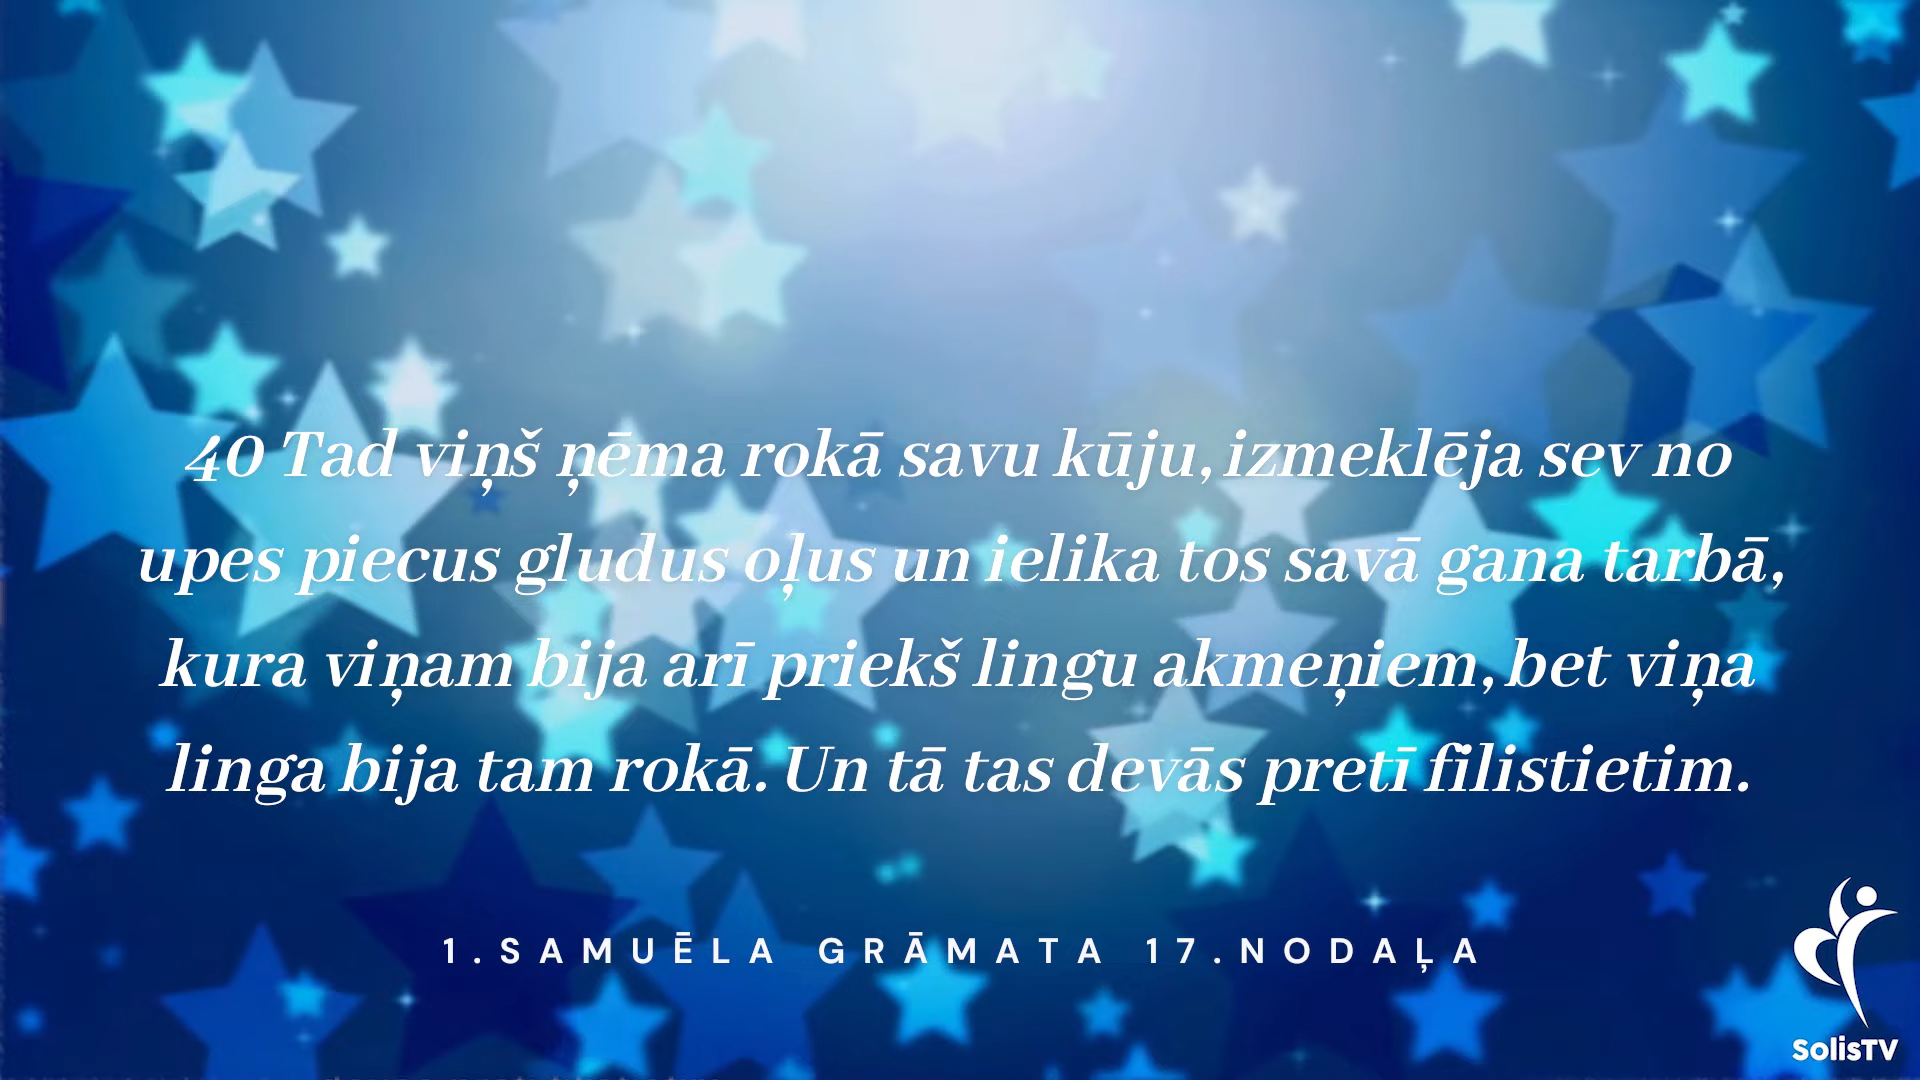 40 Tad viņš ņēma rokā savu kūju, izmeklēja sev no
upes piecus gludus oļus un ielika tos savā gana tarbā,
kura viņam bija arī priekš lingu akmeņiem, bet viņa
linga bija tam rokā. Un tā tas devās pretī filistietim.
1.SAMUĒLA GRĀMATA 17.NODAĻA
SolisTV